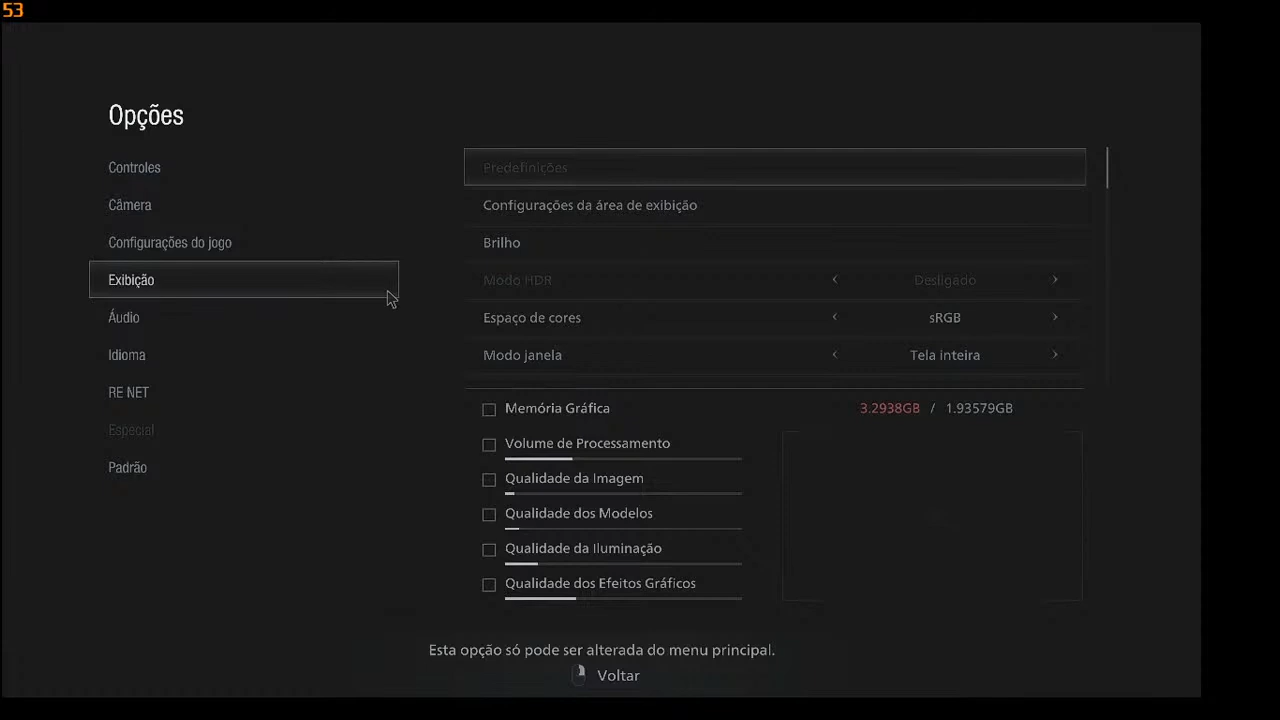 53
Opções
Controles
Câmera
Configurações do jogo
Exibição
Áudio
Idioma
RE NET
Especial
Padrão
Predefinições
Configurações da área de exibição
Brilho
Modo HDR < Desligado >
Espaço de cores < sRGB >
Modo janela < Tela inteira >
Memória Gráfica 3.2938GB / 1.93579GB
Volume de Processamento
Qualidade da Imagem
Qualidade dos Modelos
Qualidade da Iluminação
Qualidade dos Efeitos Gráficos
Esta opção só pode ser alterada do menu principal.
Voltar